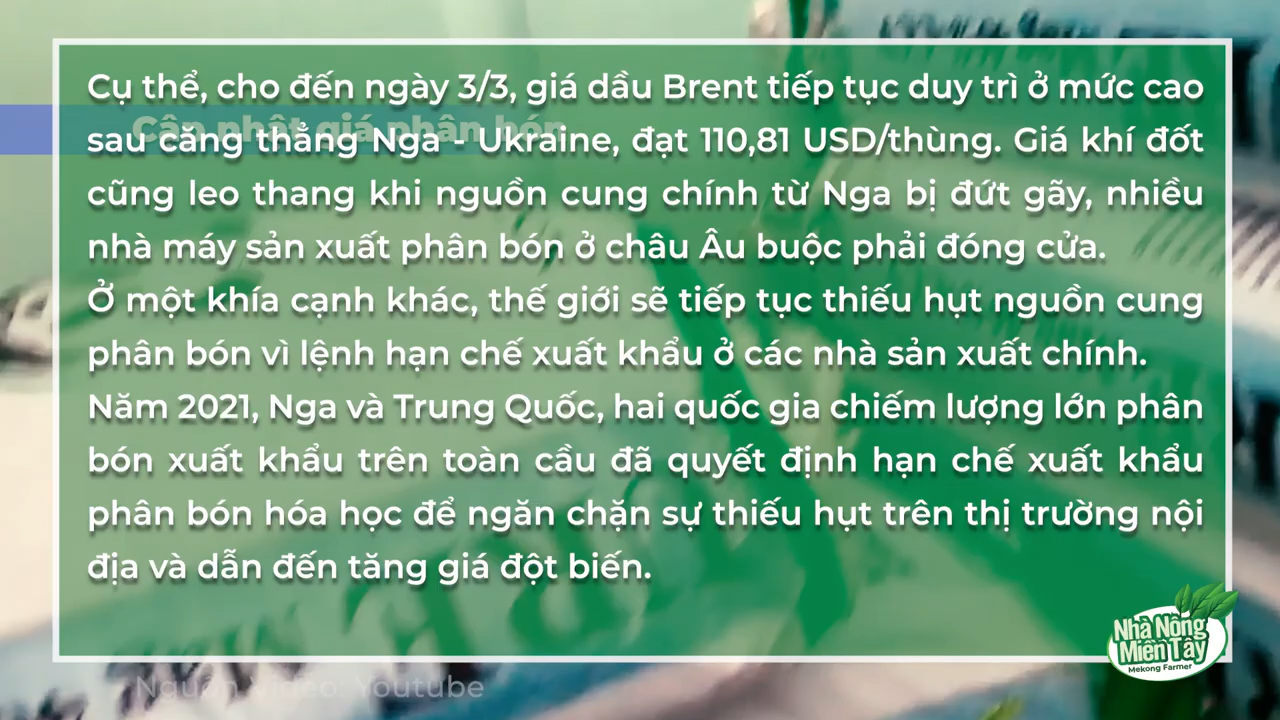 Cụ thể, cho đến ngày 3/3, giá dầu Brent tiếp tục duy trì ở mức cao
Cập nhật giá phân bón
sau căng thẳng Nga - Ukraine, đạt 110,81 USD/thùng. Giá khí đốt
cũng leo thang khi nguồn cung chính từ Nga bị đứt gãy, nhiều
nhà máy sản xuất phân bón ở châu Âu buộc phải đóng cửa.
Ở một khía cạnh khác, thế giới sẽ tiếp tục thiếu hụt nguồn cung
phân bón vì lệnh hạn chế xuất khẩu ở các nhà sản xuất chính.
Năm 2021, Nga và Trung Quốc, hai quốc gia chiếm lượng lớn phân
bón xuất khẩu trên toàn cầu đã quyết định hạn chế xuất khẩu
phân bón hóa học để ngăn chặn sự thiếu hụt trên thị trường nội
địa và dẫn đến tăng giá đột biến.
Nhà Nông
Miền Tây
Mekong Farmer
Nguồn Video: Youtube